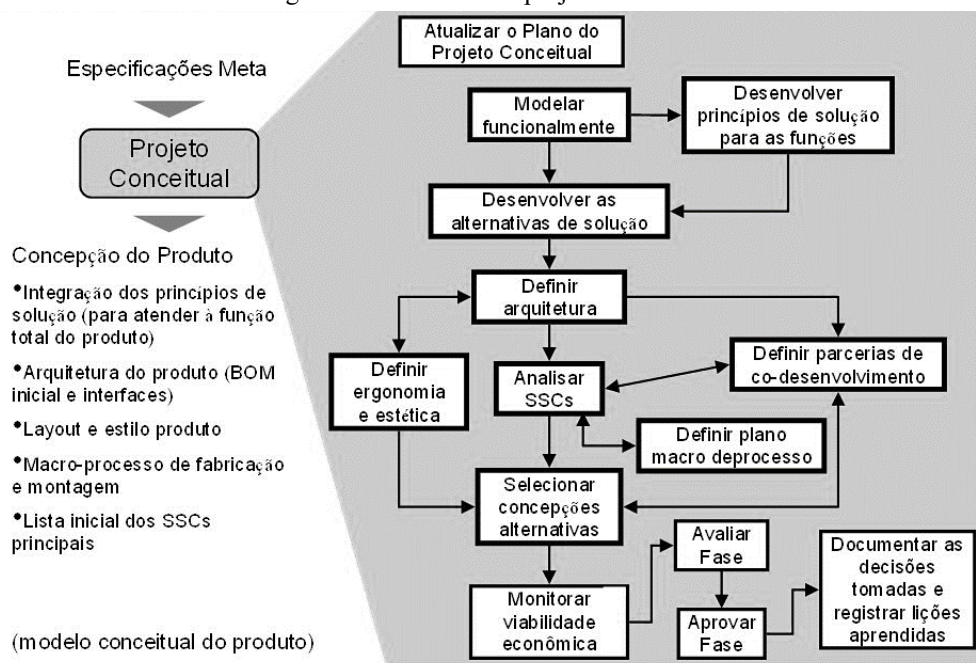 Atualizar o Plano do
Projeto Conceitual
Especificações Meta
Projeto
Conceitual
Concepção do Produto
•Integração dos princípios de
solução (para atender à função
total do produto)
•Arquitetura do produto (BOM
inicial e interfaces)
•Layout e estilo produto
•Macro-processo de fabricação
e montagem
•Lista inicial dos SSCs
principais
(modelo conceitual do produto)
Modelar
funcionalmente
Desenvolver
princípios de solução
para as funções
Desenvolver as
alternativas de solução
Definir
arquitetura
Definir
ergonomia
e estética
Analisar
SSCs
Definir parcerias de
co-desenvolvimento
Definir plano
macro deprocesso
Selecionar
concepções
alternativas
Monitorar
viabilidade
econômica
Avaliar
Fase
Aprovar
Fase
Documentar as
decisões
tomadas e
registrar lições
aprendidas